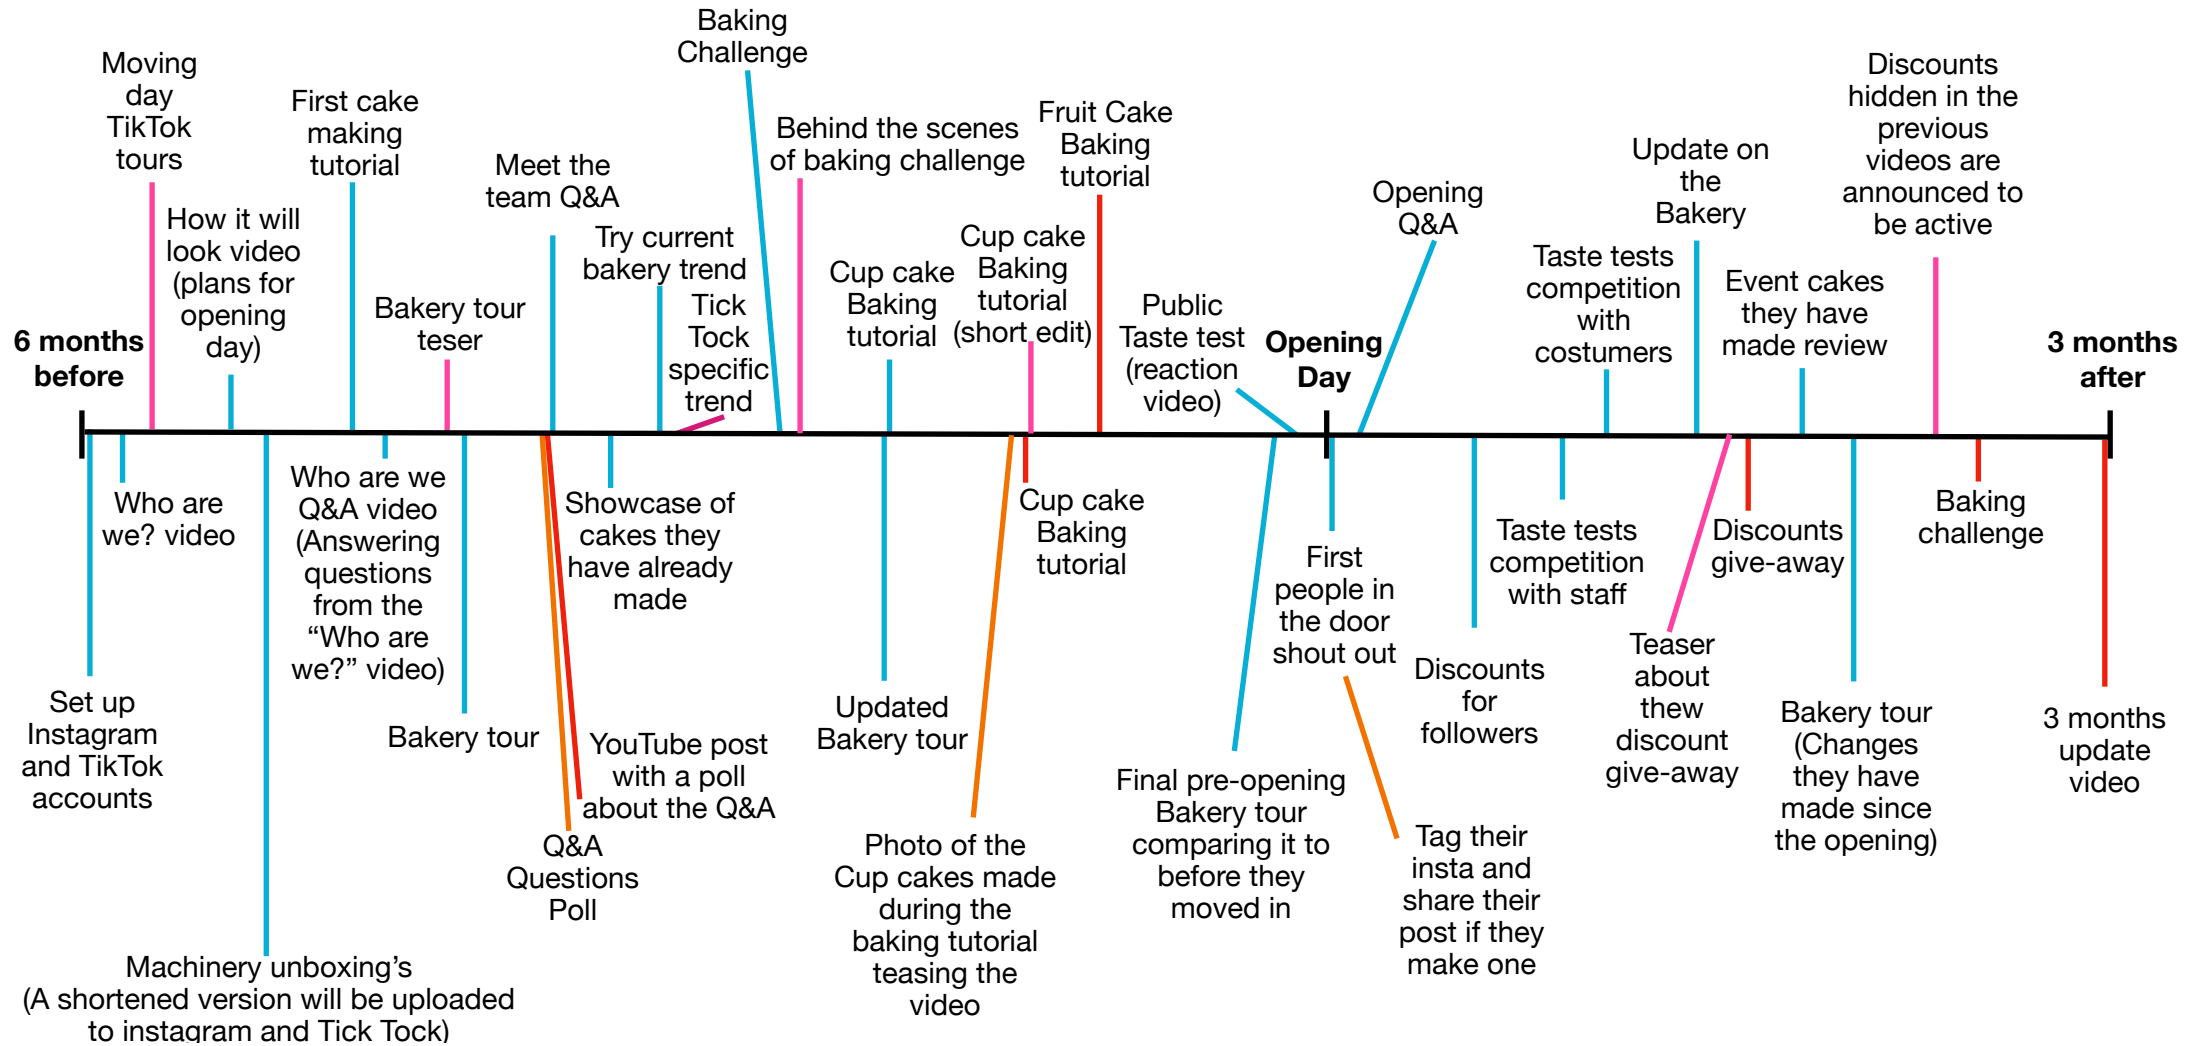 Baking
Challenge
Moving
day
TikTok
tours
First cake
making
tutorial
Meet the
team Q&A
Behind the scenes
of baking challenge
Fruit Cake
Baking
tutorial
Discounts
hidden in the
previous
videos are
announced to
be active
How it will
look video
(plans for
opening
day)
Bakery tour
teser
Try current
bakery trend
Tick
Tock
specific
trend
Cup cake
Baking
tutorial
Cup cake
Baking
tutorial
(short edit)
Public
Taste test
(reaction
video)
Opening
Q&A
Taste tests
competition
with
costumers
Update on
the
Bakery
Event cakes
they have
made review
6 months
before
Opening
Day
3 months
after
Set up
Instagram
and TikTok
accounts
Who are
we? video
Machinery unboxing’s
(A shortened version will be uploaded
to instagram and Tick Tock)
Who are we
Q&A video
(Answering
questions
from the
“Who are
we?” video)
Bakery tour
Q&A
Questions
Poll
YouTube post
with a poll
about the Q&A
Showcase of
cakes they
have already
made
Updated
Bakery tour
Photo of the
Cup cakes made
during the
baking tutorial
teasing the
video
Cup cake
Baking
tutorial
Final pre-opening
Bakery tour
comparing it to
before they
moved in
First
people in
the door
shout out
Tag their
insta and
share their
post if they
make one
Discounts
for
followers
Taste tests
competition
with staff
Teaser
about
thew
discount
give-away
Discounts
give-away
Bakery tour
(Changes
they have
made since
the opening)
Baking
challenge
3 months
update
video